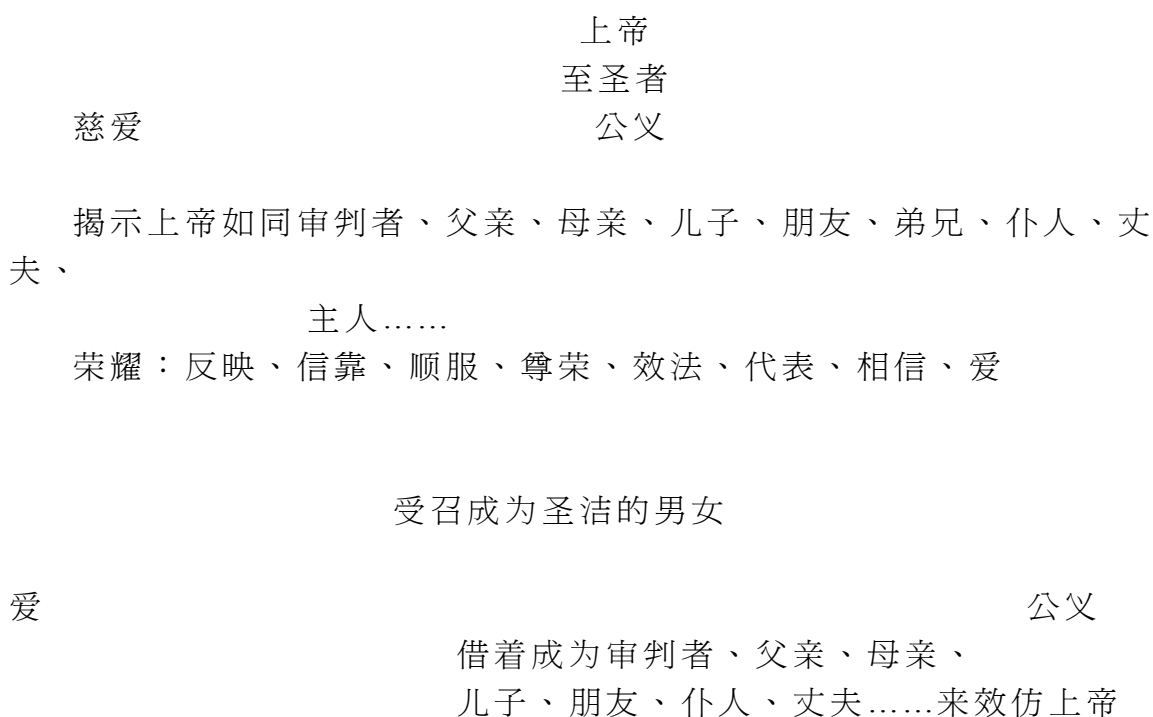 上帝
至圣者
慈爱 公义
揭示上帝如同审判者、父亲、母亲、儿子、朋友、弟兄、仆人、丈
夫、
主人……
荣耀：反映、信靠、顺服、尊荣、效法、代表、相信、爱
受召成为圣洁的男女
爱 公义
借着成为审判者、父亲、母亲、
儿子、朋友、仆人、丈夫……来效仿上帝